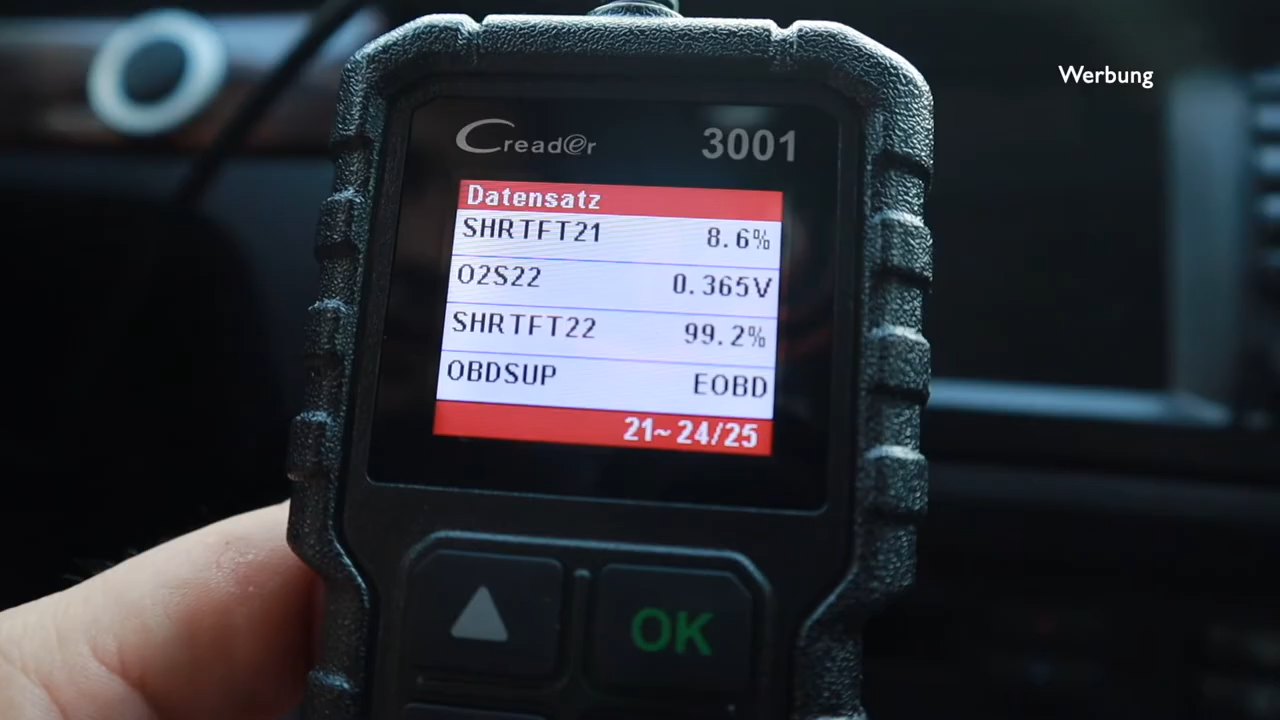 Werbung
Creader 3001
Datensatz
SHRTFT21 8.6%
O2S22 0.365V
SHRTFT22 99.2%
OBDSUP EOBD
21~24/25
OK